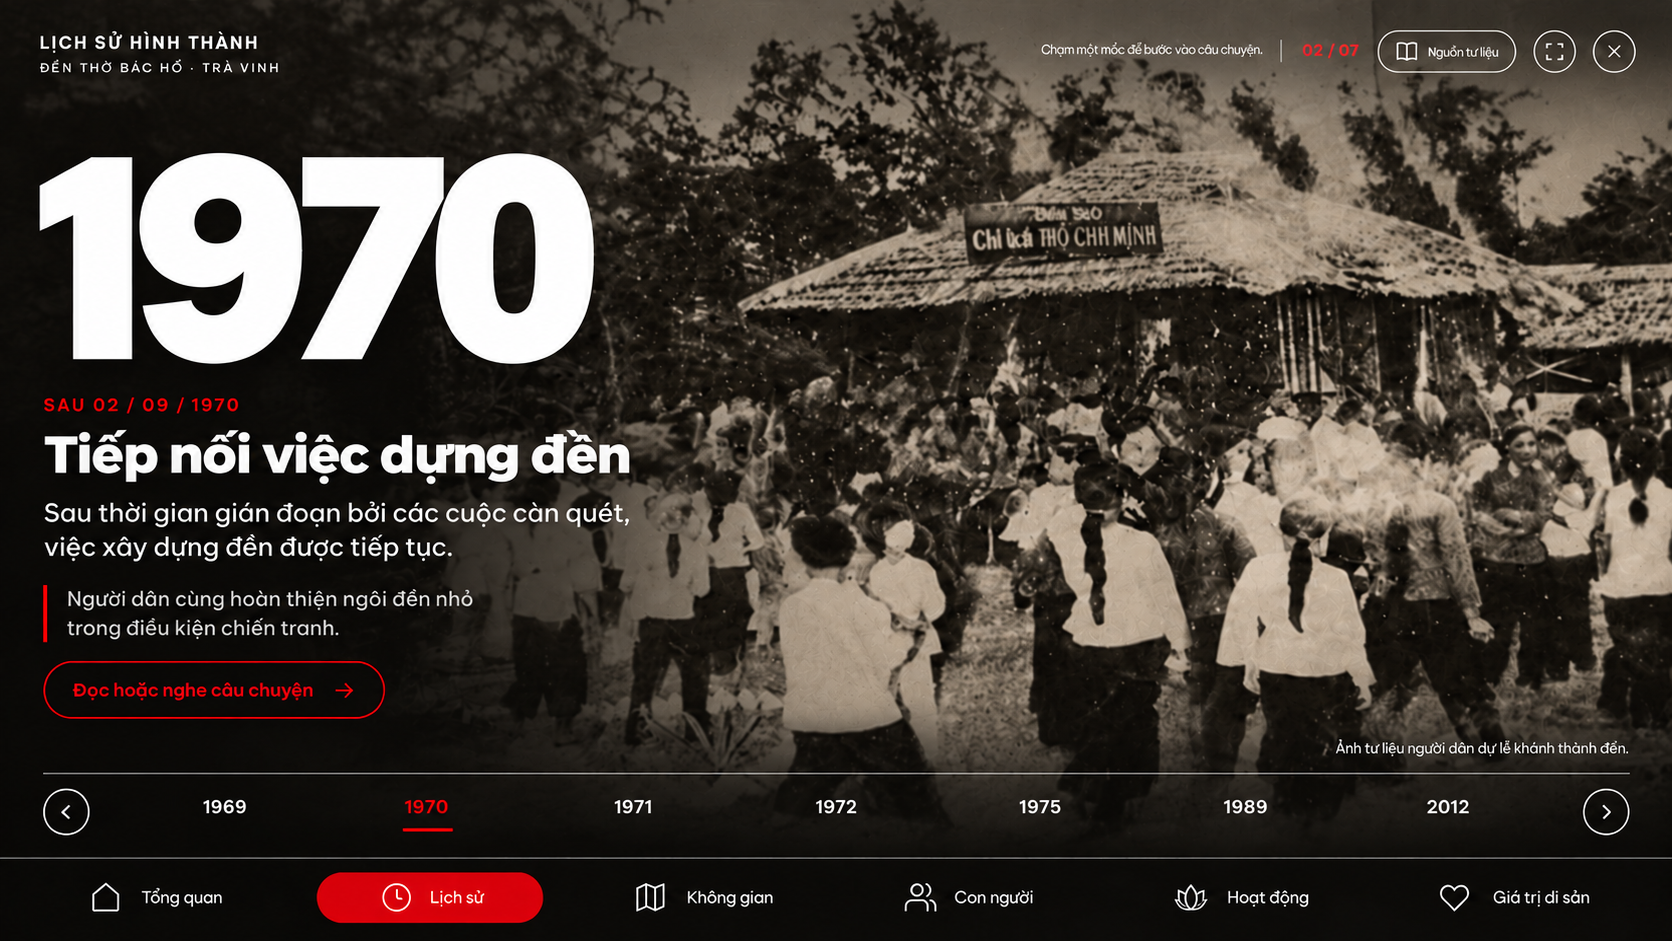 LỊCH SỬ HÌNH THÀNH
ĐỀN THỜ BÁC HỒ · TRÀ VINH
Chạm một mốc để bước vào câu chuyện.
02 / 07
Nguồn tư liệu
1970
Chi ủcái THỘ CHH MỊNH
SAU 02 / 09 / 1970
Tiếp nối việc dựng đền
Sau thời gian gián đoạn bởi các cuộc càn quét,
việc xây dựng đền được tiếp tục.
Người dân cùng hoàn thiện ngôi đền nhỏ
trong điều kiện chiến tranh.
Đọc hoặc nghe câu chuyện
Ảnh tư liệu người dân dự lễ khánh thành đền.
1969
1970
1971
1972
1975
1989
2012
Tổng quan
Lịch sử
Không gian
Con người
Hoạt động
Giá trị di sản